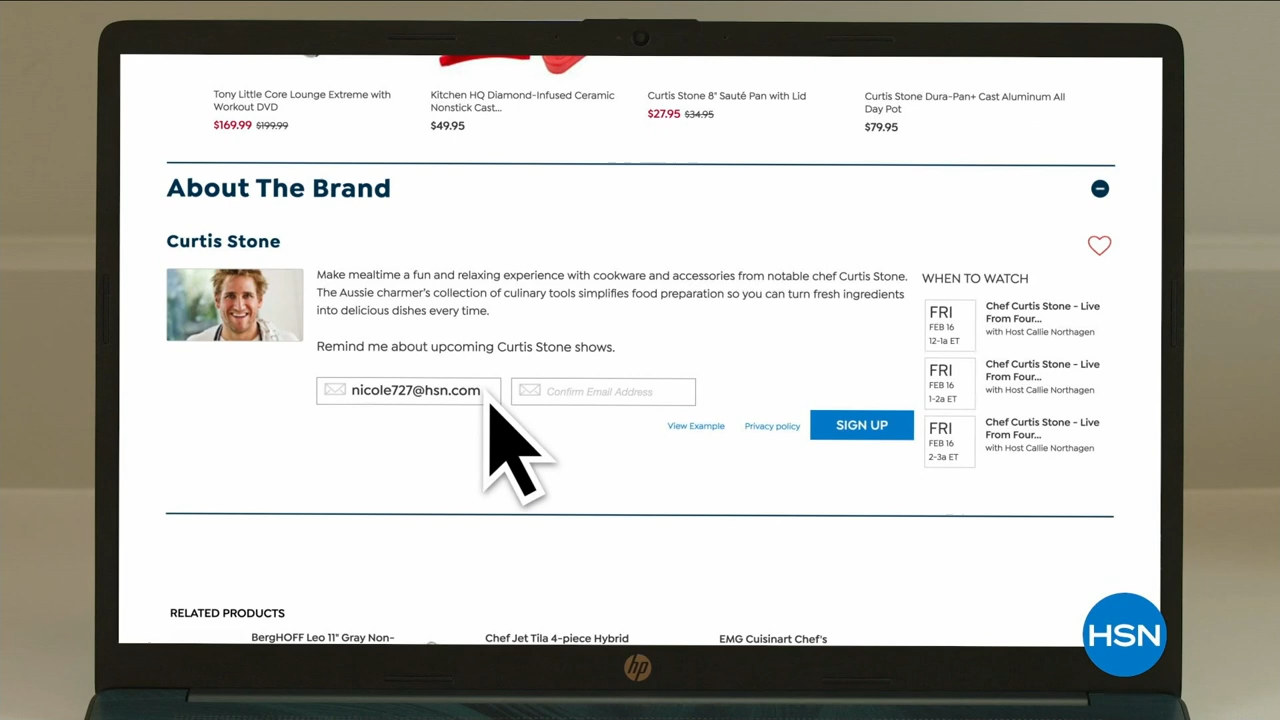 Tony Little Core Lounge Extreme with
Workout DVD
$169.99 $199.99
Kitchen HQ Diamond-Infused Ceramic
Nonstick Cast...
$49.95
Curtis Stone 8" Sauté Pan with Lid
$27.95 $34.95
Curtis Stone Dura-Pan+ Cast Aluminum All
Day Pot
$79.95
About The Brand
Curtis Stone
Make mealtime a fun and relaxing experience with cookware and accessories from notable chef Curtis Stone.
The Aussie charmer's collection of culinary tools simplifies food preparation so you can turn fresh ingredients
into delicious dishes every time.
Remind me about upcoming Curtis Stone shows.
nicole727@hsn.com
Confirm Email Address
View Example
Privacy policy
SIGN UP
WHEN TO WATCH
FRI
FEB 16
12-1a ET
Chef Curtis Stone - Live
From Four...
with Host Callie Northagen
FRI
FEB 16
1-2a ET
Chef Curtis Stone - Live
From Four...
with Host Callie Northagen
FRI
FEB 16
2-3a ET
Chef Curtis Stone - Live
From Four...
with Host Callie Northagen
RELATED PRODUCTS
BergHOFF Leo 11" Gray Non-
Chef Jet Tila 4-piece Hybrid
EMG Cuisinart Chef's
HSN
hp